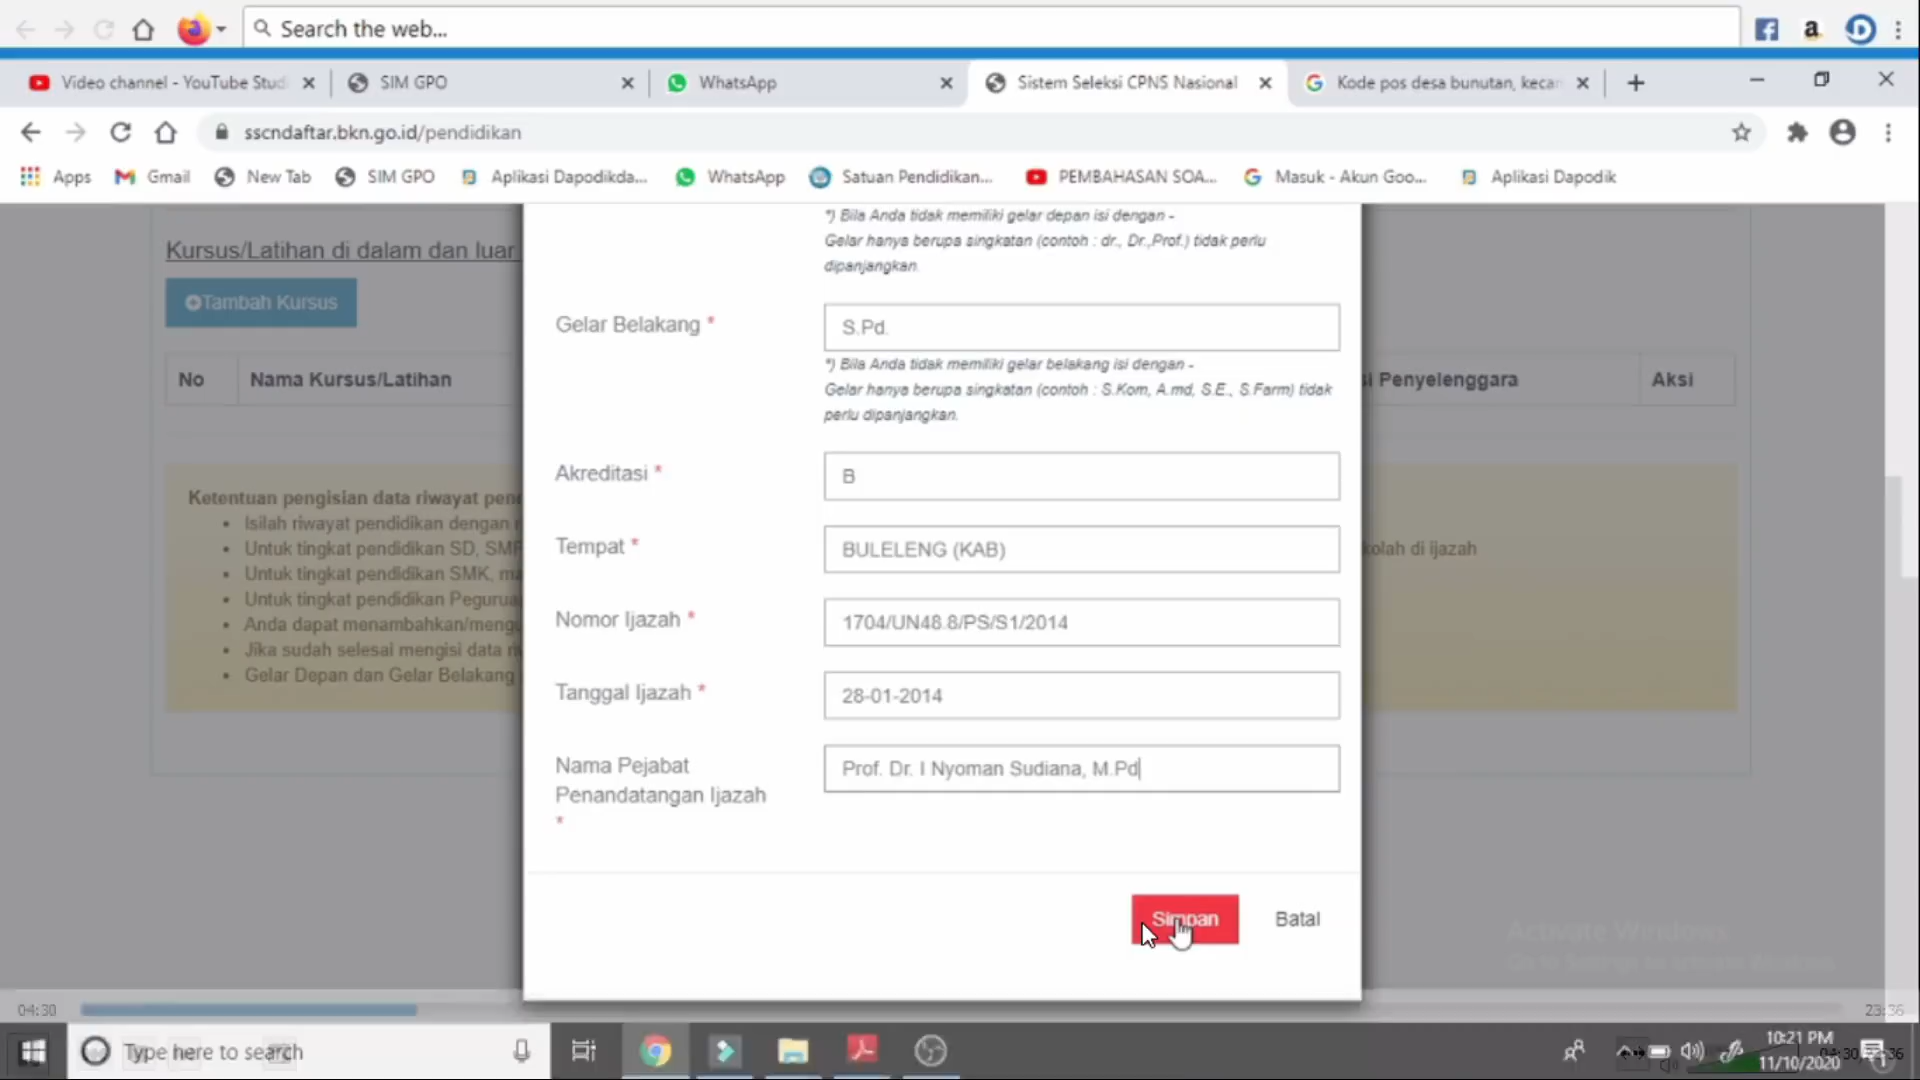 Search the web...
Video channel - YouTube Studi
SIM GPO
WhatsApp
Sistem Seleksi CPNS Nasional
Kode pos desa bunutan, kecan
sscndaftar.bkn.go.id/pendidikan
Apps
Gmail
New Tab
SIM GPO
Aplikasi Dapodikda...
WhatsApp
Satuan Pendidikan...
PEMBAHASAN SOA...
Masuk - Akun Goo...
Aplikasi Dapodik
*) Bila Anda tidak memiliki gelar depan isi dengan -
Gelar hanya berupa singkatan (contoh : dr., Dr.,Prof.) tidak perlu
dipanjangkan.
Kursus/Latihan di dalam dan luar
Tambah Kursus
No
Nama Kursus/Latihan
Penyelenggara
Aksi
Gelar Belakang *
S.Pd.
*) Bila Anda tidak memiliki gelar belakang isi dengan -
Gelar hanya berupa singkatan (contoh : S.Kom, A.md, S.E., S.Farm) tidak
perlu dipanjangkan.
Akreditasi *
B
Tempat *
BULELENG (KAB)
Nomor Ijazah *
1704/UN48.8/PS/S1/2014
Tanggal Ijazah *
28-01-2014
Nama Pejabat
Penandatangan Ijazah
*
Prof. Dr. I Nyoman Sudiana, M.Pd
Simpan
Batal
Ketentuan pengisian data riwayat pen
Isilah riwayat pendidikan dengan
Untuk tingkat pendidikan SD, SMP
kolah di ijazah
Untuk tingkat pendidikan SMK, ma
Untuk tingkat pendidikan Pegurua
Anda dapat menambahkan/mengu
Jika sudah selesai mengisi data
Gelar Depan dan Gelar Belakang
Activate Windows
04:30
23:36
Type here to search
10:21 PM
11/10/2020